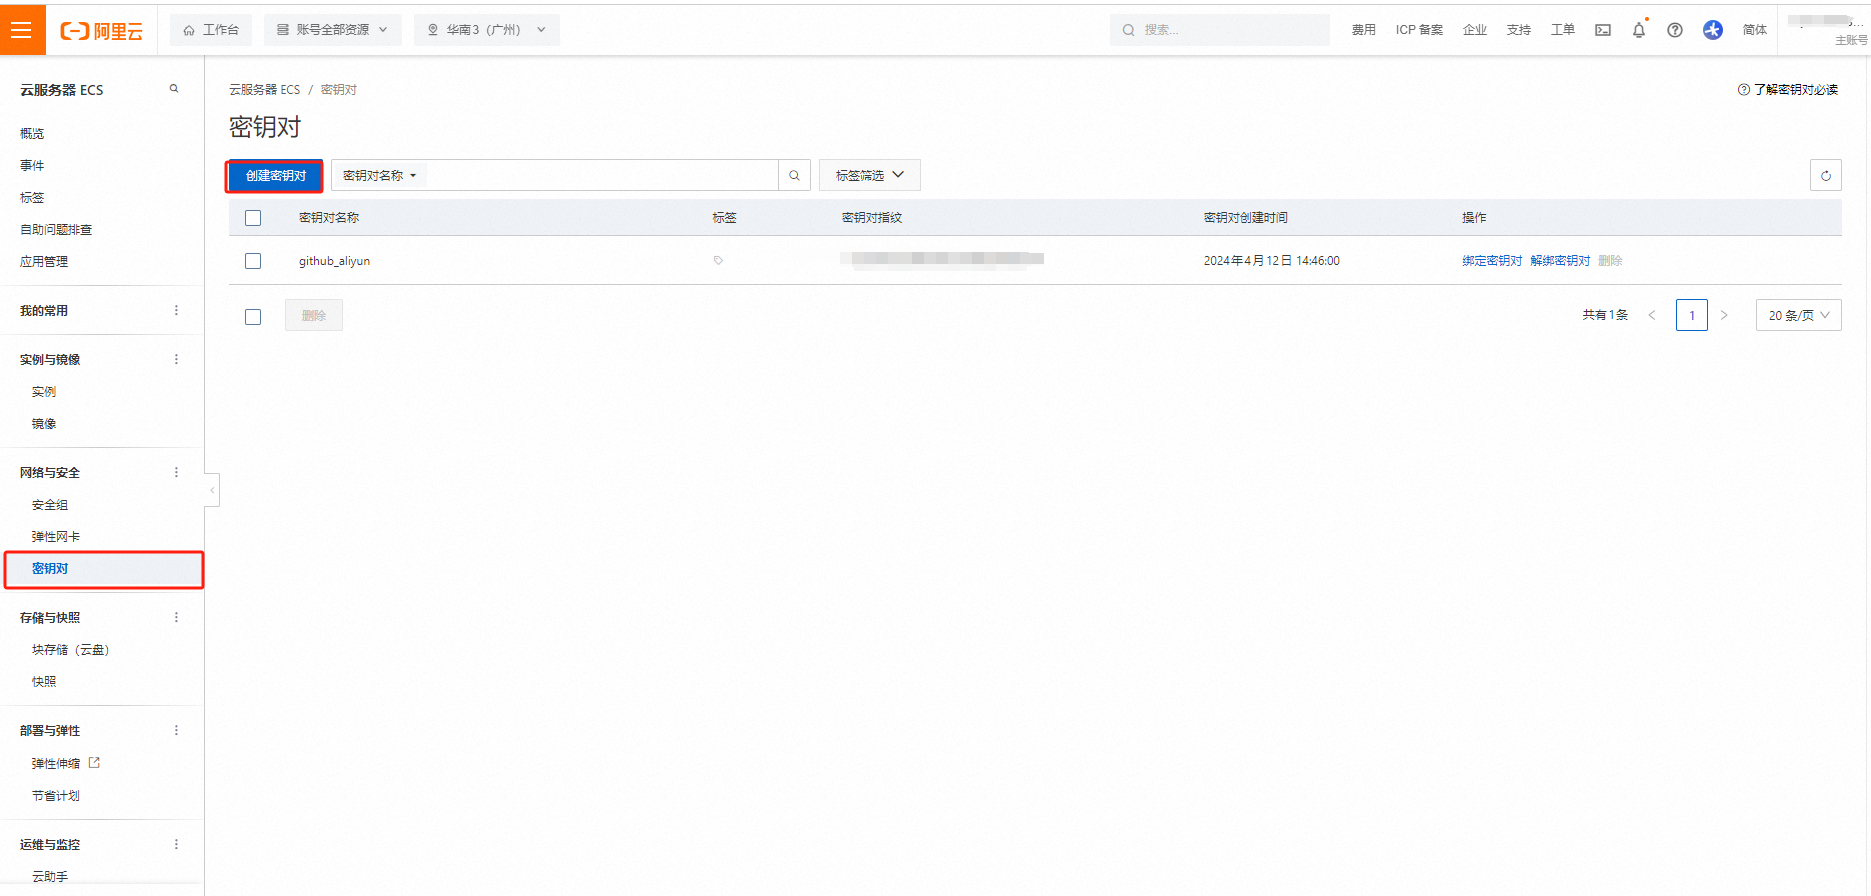 阿里云
工作台
账号全部资源
华南3（广州）
搜索...
费用
ICP 备案
企业
支持
工单
简体
主账号
云服务器 ECS
概览
事件
标签
自助问题排查
应用管理
我的常用
实例与镜像
实例
镜像
网络与安全
安全组
弹性网卡
密钥对
存储与快照
块存储（云盘）
快照
部署与弹性
弹性伸缩
节省计划
运维与监控
云助手
云服务器 ECS / 密钥对
了解密钥对必读
密钥对
创建密钥对
密钥对名称
标签筛选
密钥对名称 标签 密钥对指纹 密钥对创建时间 操作
github_aliyun 2024年4月12日 14:46:00 绑定密钥对 解绑密钥对 删除
删除
共有1条
1
20 条/页